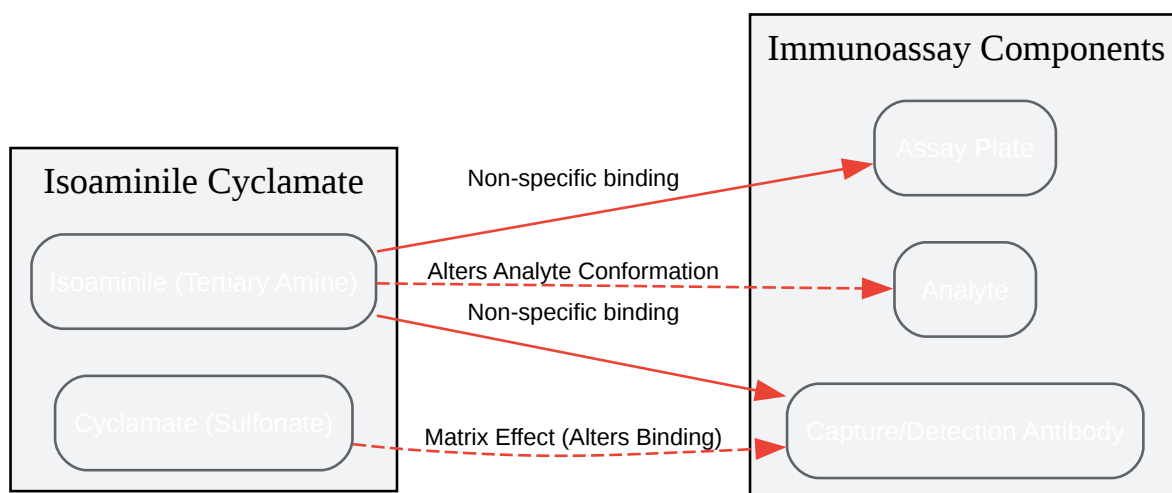 Immunoassay Components
Assay Plate
Isoaminile Cyclamate
Non-specific binding
Isoaminile (Tertiary Amine)
Alters Analyte Conformation
Analyte
Non-specific binding
Cyclamate (Sulfonate)
Matrix Effect (Alters Binding)
Capture/Detection Antibody